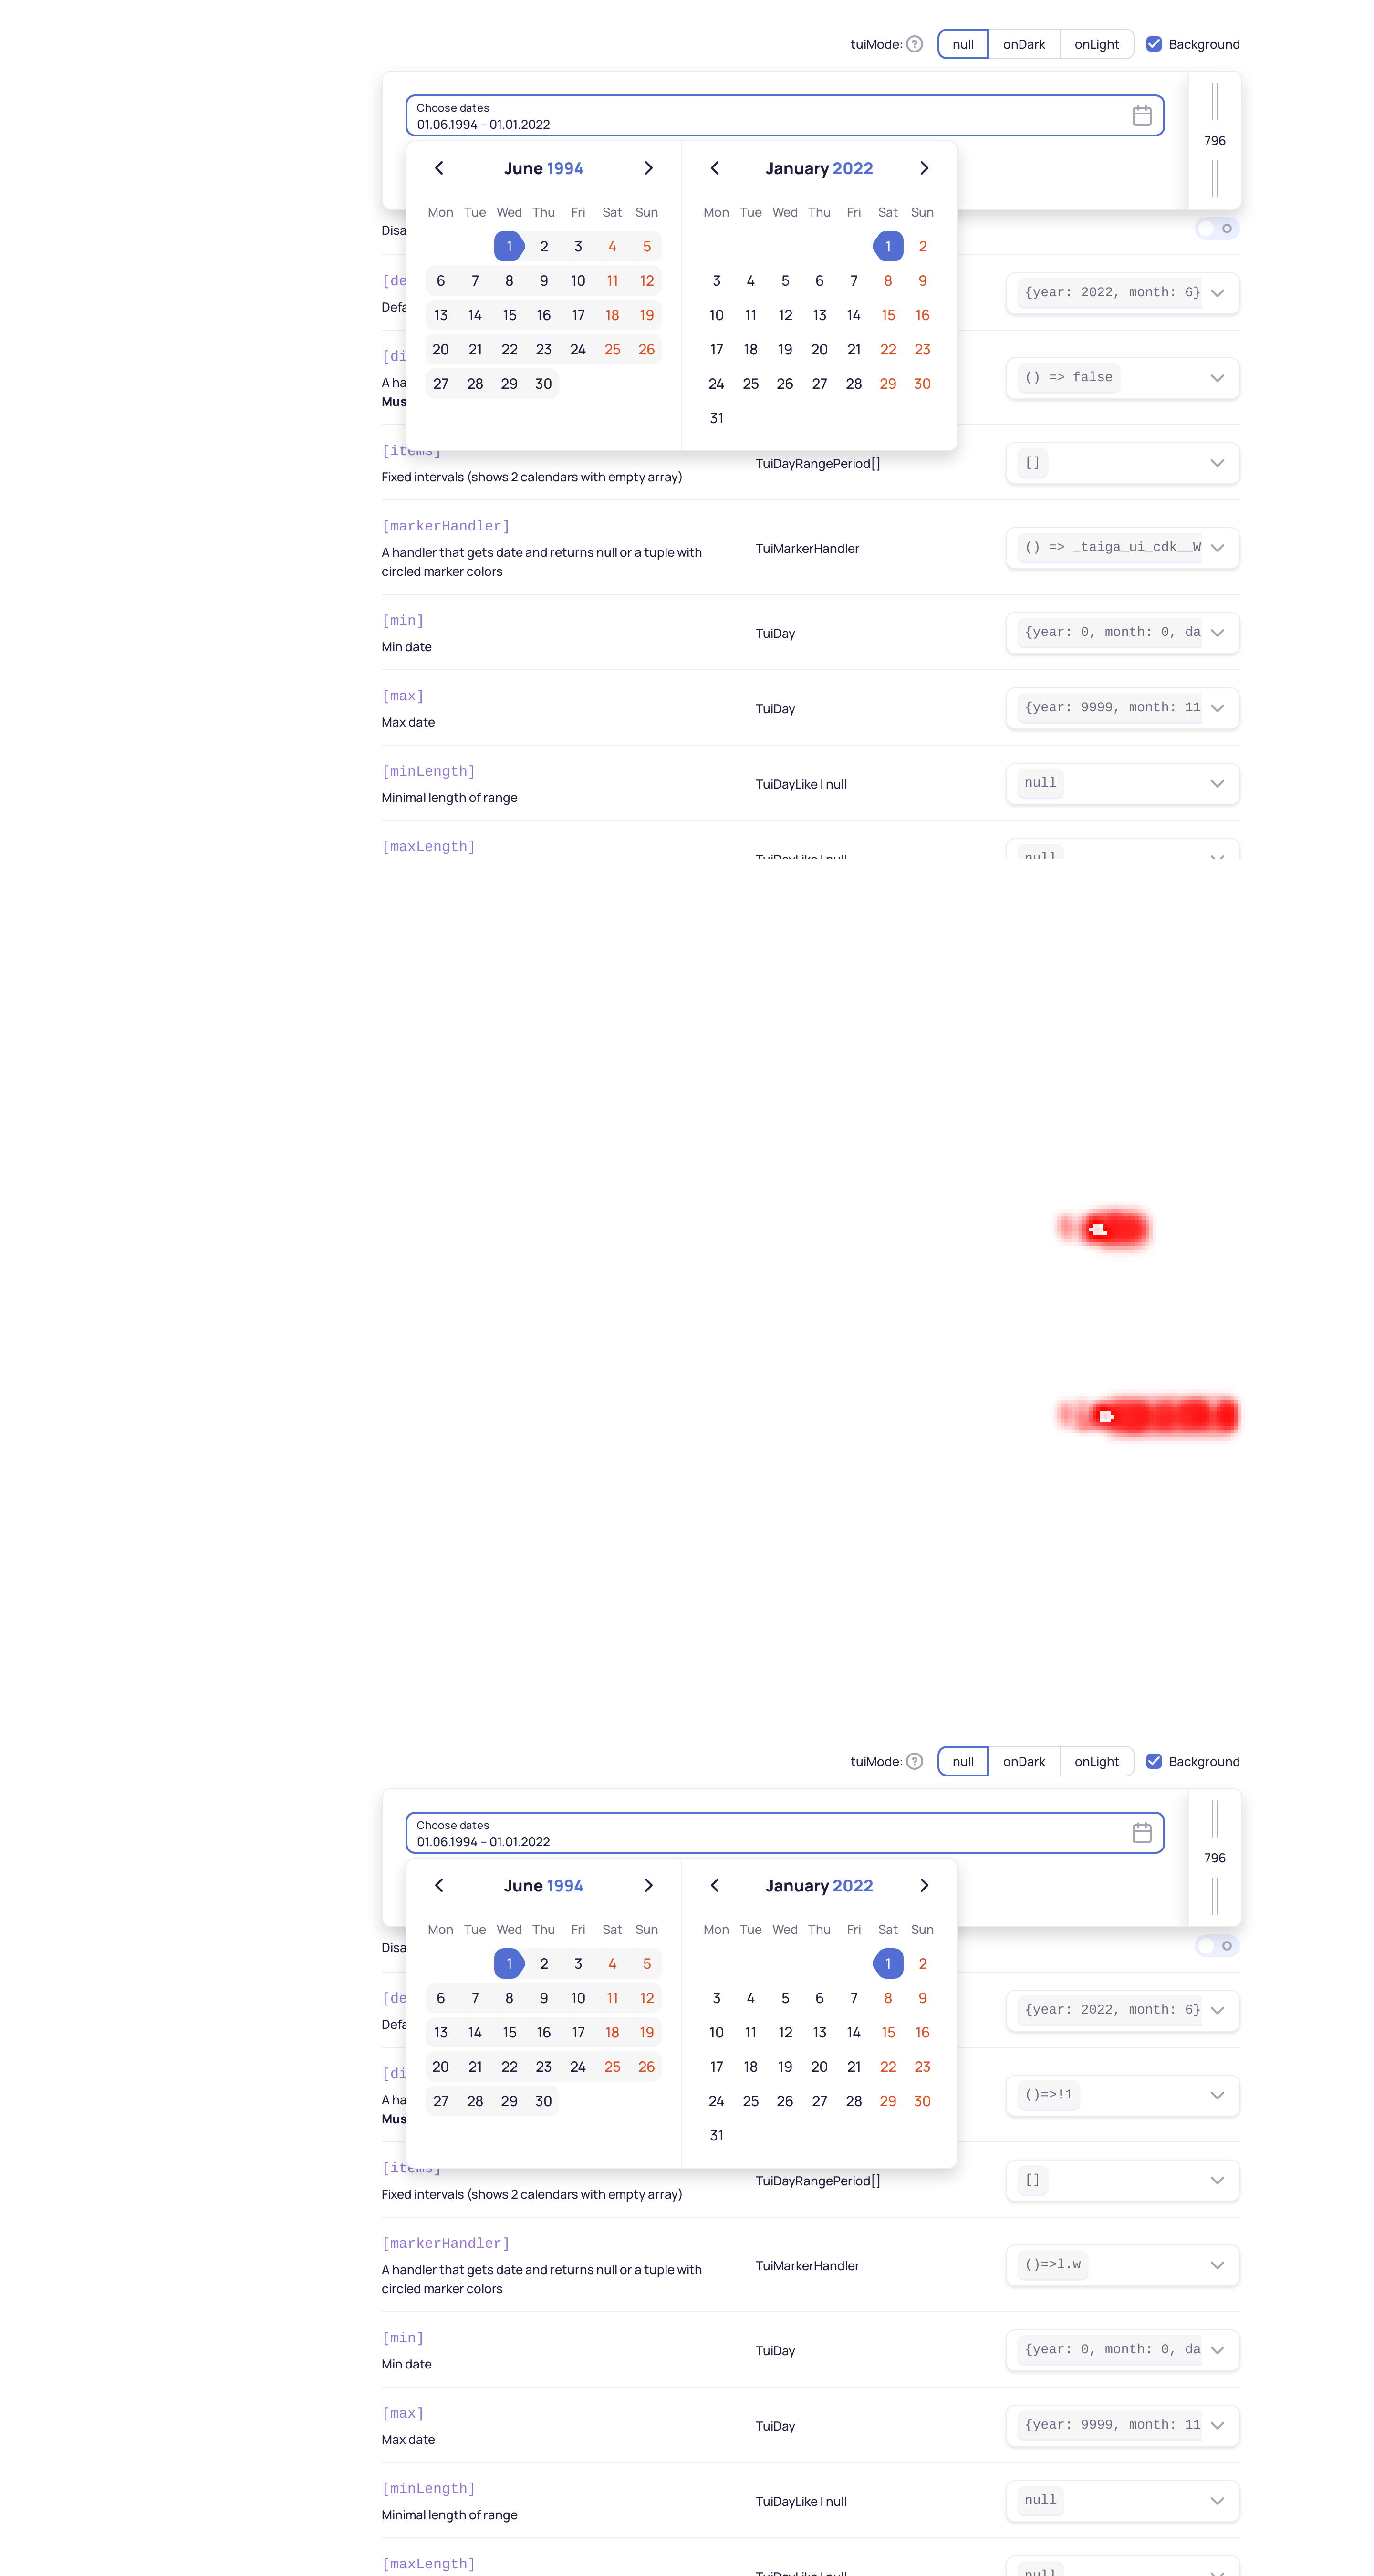 tuiMode: ? null onDark onLight Background
Choose dates
01.06.1994 – 01.01.2022
796
June 1994 January 2022
Mon Tue Wed Thu Fri Sat Sun Mon Tue Wed Thu Fri Sat Sun
1 2 3 4 5 1 2
6 7 8 9 10 11 12 3 4 5 6 7 8 9
13 14 15 16 17 18 19 10 11 12 13 14 15 16
20 21 22 23 24 25 26 17 18 19 20 21 22 23
27 28 29 30 24 25 26 27 28 29 30
31
Disa
[de
Defa
{year: 2022, month: 6}
[di
A ha
Mus
() => false
[items]
Fixed intervals (shows 2 calendars with empty array)
TuiDayRangePeriod[]
[]
[markerHandler]
A handler that gets date and returns null or a tuple with
circled marker colors
TuiMarkerHandler
() => _taiga_ui_cdk__W
[min]
Min date
TuiDay
{year: 0, month: 0, da
[max]
Max date
TuiDay
{year: 9999, month: 11
[minLength]
Minimal length of range
TuiDayLike | null
null
[maxLength]
TuiDayLike | null
null
tuiMode: ? null onDark onLight Background
Choose dates
01.06.1994 – 01.01.2022
796
June 1994 January 2022
Mon Tue Wed Thu Fri Sat Sun Mon Tue Wed Thu Fri Sat Sun
1 2 3 4 5 1 2
6 7 8 9 10 11 12 3 4 5 6 7 8 9
13 14 15 16 17 18 19 10 11 12 13 14 15 16
20 21 22 23 24 25 26 17 18 19 20 21 22 23
27 28 29 30 24 25 26 27 28 29 30
31
Disa
[de
Defa
{year: 2022, month: 6}
[di
A ha
Mus
()=>!1
[items]
Fixed intervals (shows 2 calendars with empty array)
TuiDayRangePeriod[]
[]
[markerHandler]
A handler that gets date and returns null or a tuple with
circled marker colors
TuiMarkerHandler
()=>l.w
[min]
Min date
TuiDay
{year: 0, month: 0, da
[max]
Max date
TuiDay
{year: 9999, month: 11
[minLength]
Minimal length of range
TuiDayLike | null
null
[maxLength]
TuiDayLike | null
null